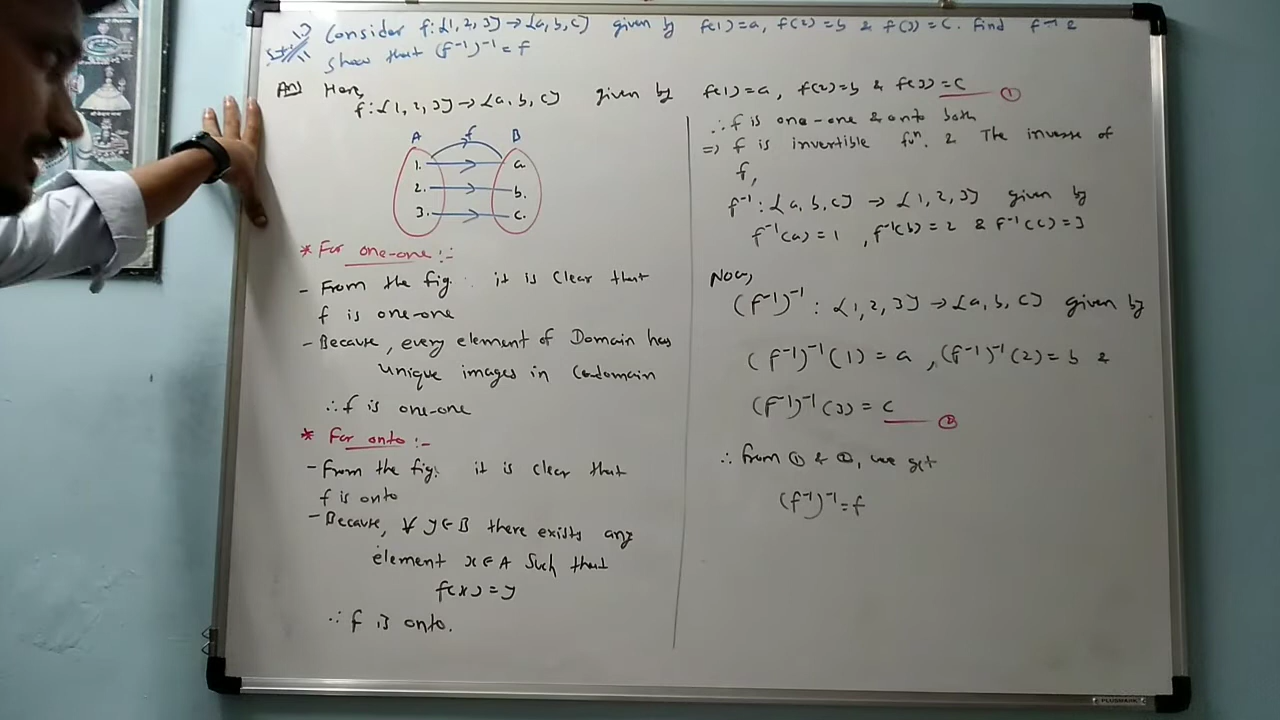 1) Consider f: {1, 2, 3} → {a, b, c} given by f(1) = a, f(2) = b & f(3) = c. Find f⁻¹ &
show that (f⁻¹)⁻¹ = f
Ans Here,
f: {1, 2, 3} → {a, b, c} given by f(1) = a, f(2) = b & f(3) = c ①
A f B
1. a
2. b.
3. c.
* For one-one :-
- From the fig. it is clear that
f is one-one
- Because, every element of Domain has
unique images in Co-domain
∴ f is one-one
* For onto :-
- From the fig. it is clear that
f is onto
- Because, ∀ y ∈ B there exists any
element x ∈ A such that
f(x) = y
∴ f is onto.
∴ f is one-one & onto both
⇒ f is invertible fuⁿ. & The inverse of
f,
f⁻¹: {a, b, c} → {1, 2, 3} given by
f⁻¹(a) = 1, f⁻¹(b) = 2 & f⁻¹(c) = 3
Now,
(f⁻¹)⁻¹ : {1, 2, 3} → {a, b, c} given by
(f⁻¹)⁻¹(1) = a, (f⁻¹)⁻¹(2) = b &
(f⁻¹)⁻¹(3) = c ②
∴ From ① & ②, we get
(f⁻¹)⁻¹ = f
PLUSMARK